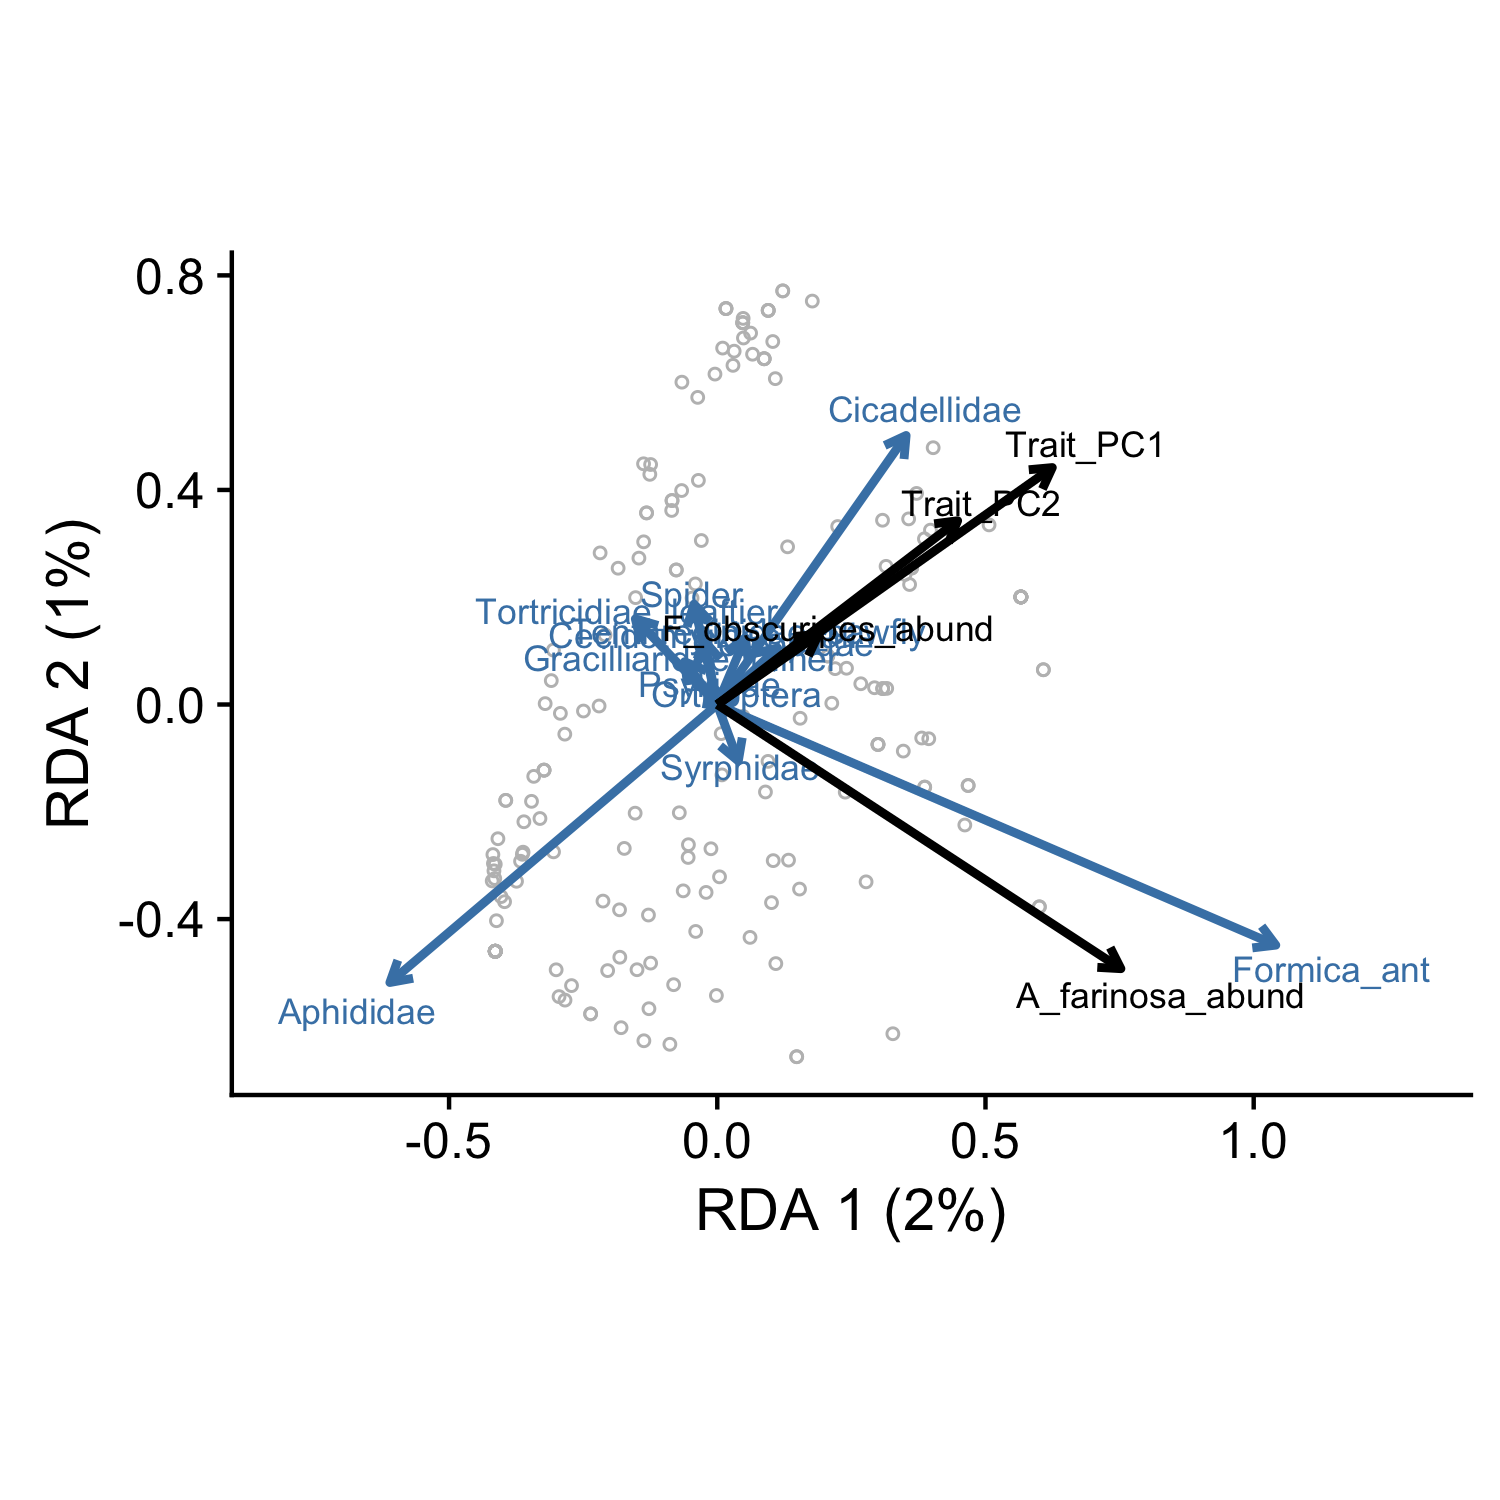 0.8
0.4
0.0
-0.4
RDA 2 (1%)
Cicadellidae
Trait_PC1
Trait_PC2
Spider
Tortricidiae
F_obscuripes_abund
Orthoptera
Syrphidae
Formica_ant
A_farinosa_abund
Aphididae
-0.5
0.0
0.5
1.0
RDA 1 (2%)